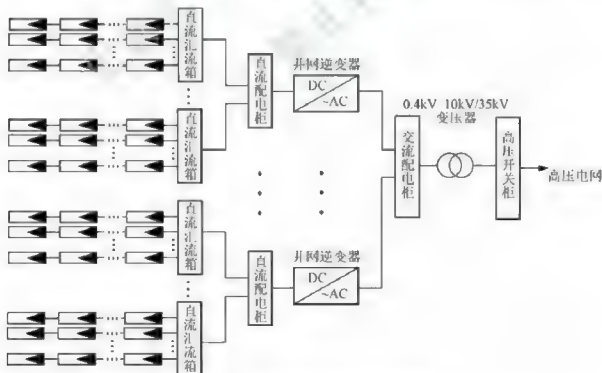 直流汇流箱
直流汇流箱
直流配电柜
并网逆变器
DC
~AC
0.4kV 10kV/35kV
变压器
交流配电柜
高压开关柜
高压电网
直流汇流箱
直流汇流箱
直流配电柜
并网逆变器
DC
~AC